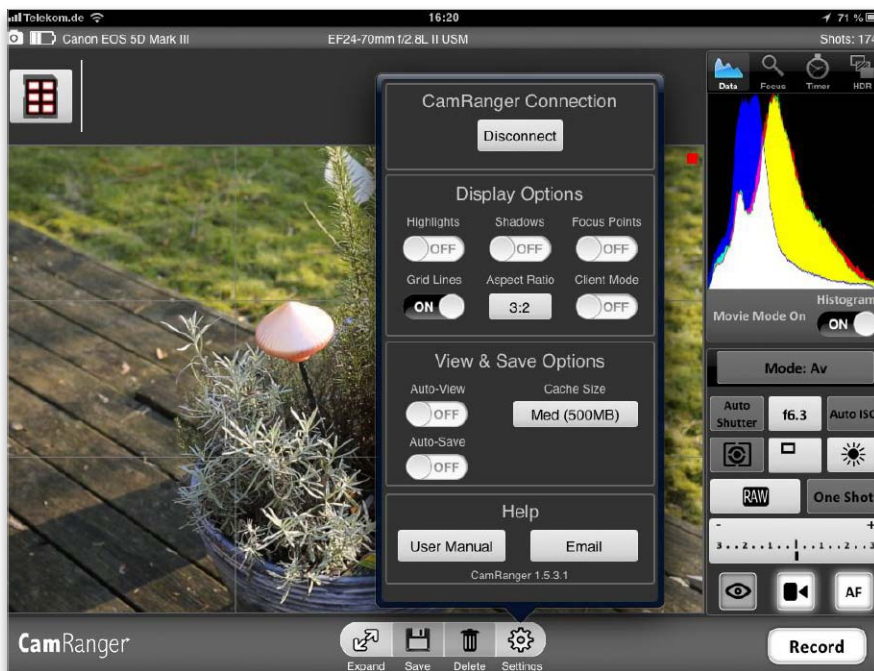 Telekom.de 16:20 71 %
Canon EOS 5D Mark III EF24-70mm f/2.8L II USM Shots: 174
Data Focus Timer HDR
CamRanger Connection
Disconnect
Display Options
Highlights Shadows Focus Points
OFF OFF OFF
Grid Lines Aspect Ratio Client Mode
ON 3:2 OFF
View & Save Options
Auto-View Cache Size
OFF Med (500MB)
Auto-Save
OFF
Help
User Manual Email
CamRanger 1.5.3.1
Histogram
Movie Mode On ON
Mode: Av
Auto Shutter f6.3 Auto ISO
RAW One Shot
- +
3..2..1..|..1..2..3
AF
CamRanger
Expand Save Delete Settings
Record